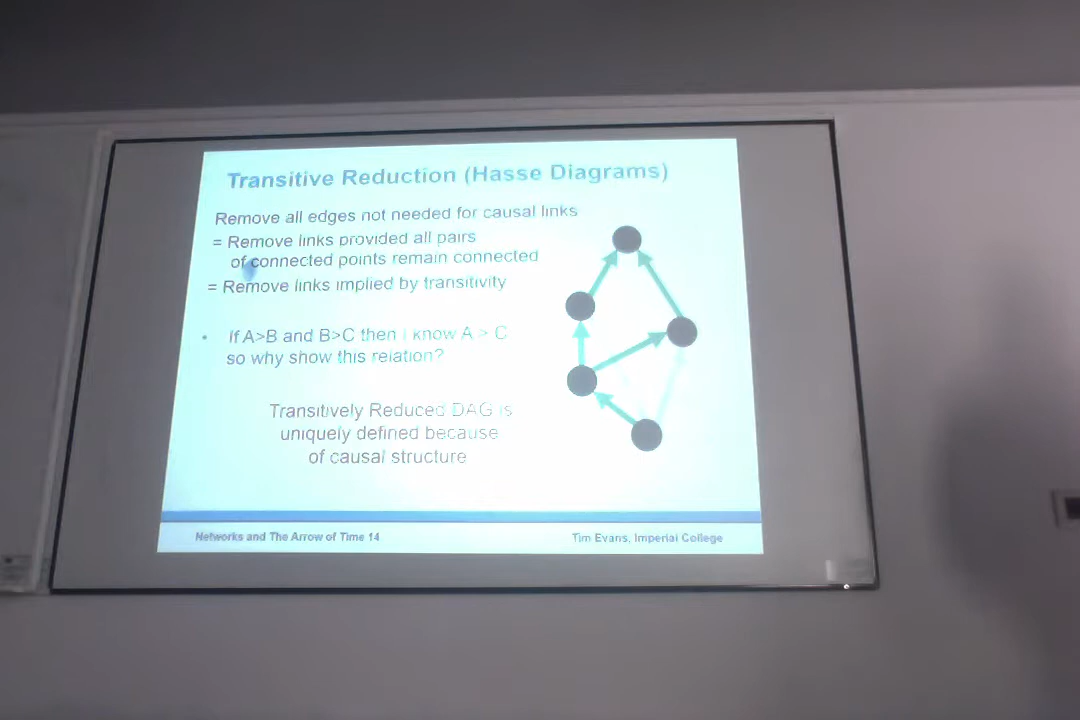 Transitive Reduction (Hasse Diagrams)
Remove all edges not needed for causal links
= Remove links provided all pairs
of connected points remain connected
= Remove links implied by transitivity
• If A>B and B>C then I know A > C
so why show this relation?
Transitively Reduced DAG is
uniquely defined because
of causal structure
Networks and The Arrow of Time 14
Tim Evans, Imperial College